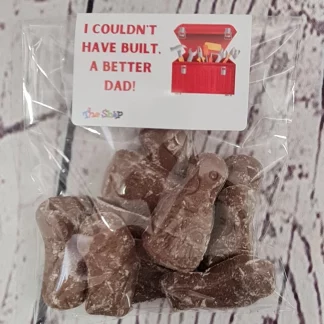 I COULDN'T
HAVE BUILT.
A BETTER
DAD!